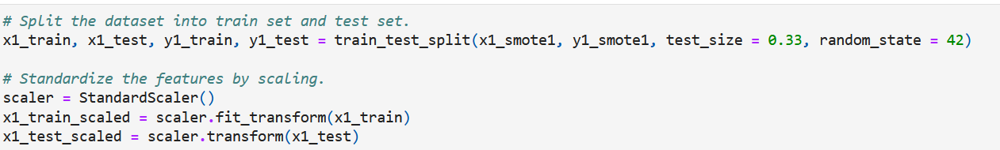 # Split the dataset into train set and test set.
x1_train, x1_test, y1_train, y1_test = train_test_split(x1_smote1, y1_smote1, test_size = 0.33, random_state = 42)
# Standardize the features by scaling.
scaler = StandardScaler()
x1_train_scaled = scaler.fit_transform(x1_train)
x1_test_scaled = scaler.transform(x1_test)